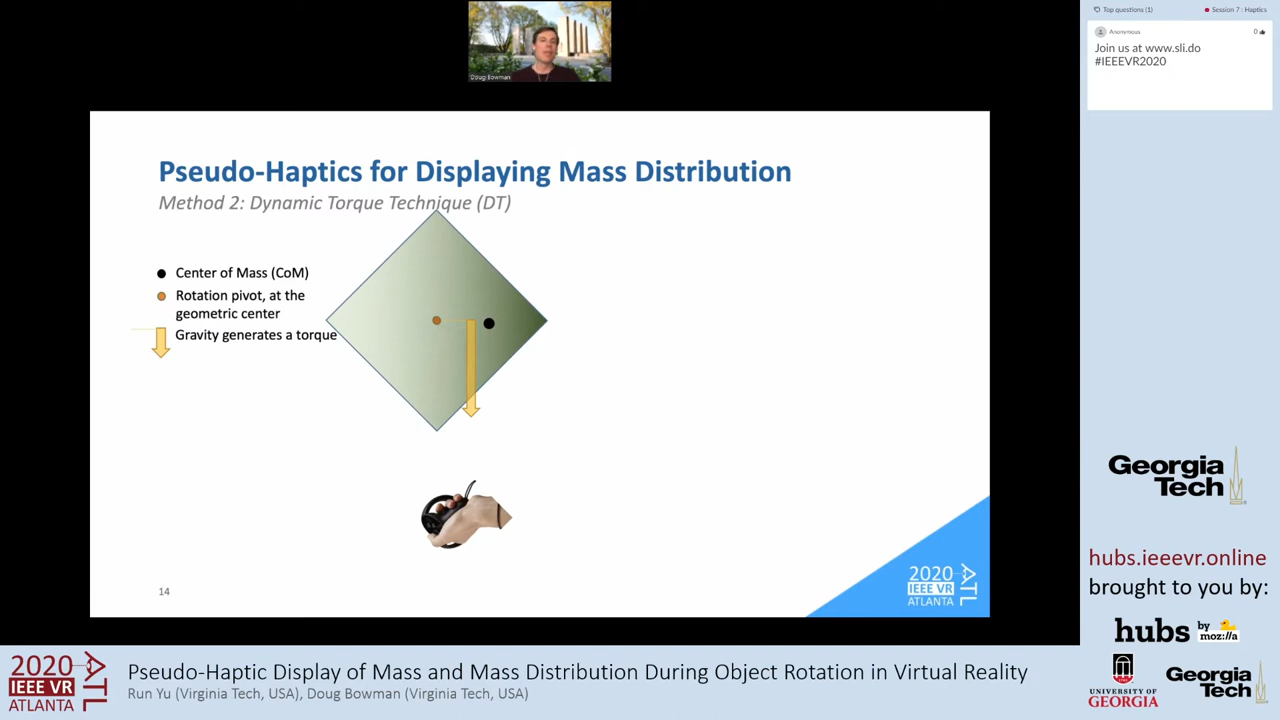 Doug Bowman
Top questions (1)
Session 7 : Haptics
Anonymous
0
Join us at www.sli.do
#IEEEVR2020
Pseudo-Haptics for Displaying Mass Distribution
Method 2: Dynamic Torque Technique (DT)
Center of Mass (CoM)
Rotation pivot, at the
geometric center
Gravity generates a torque
14
2020
IEEE VR
ATLANTA
ATL
Georgia
Tech
hubs.ieeevr.online
brought to you by:
hubs by
moz://a
UNIVERSITY OF
GEORGIA
Georgia
Tech
2020
IEEE VR
ATLANTA
ATL
Pseudo-Haptic Display of Mass and Mass Distribution During Object Rotation in Virtual Reality
Run Yu (Virginia Tech, USA), Doug Bowman (Virginia Tech, USA)